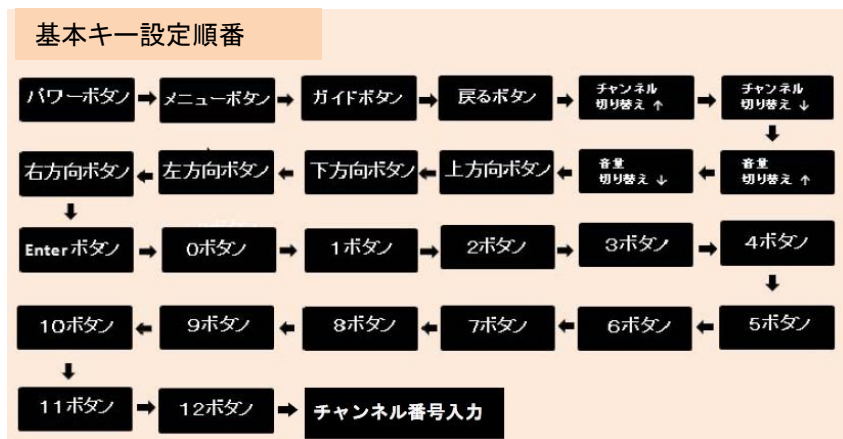 基本キー設定順番
パワーボタン
メニューボタン
ガイドボタン
戻るボタン
チャンネル
切り替え ↑
チャンネル
切り替え ↓
音量
切り替え ↑
音量
切り替え ↓
上方向ボタン
下方向ボタン
左方向ボタン
右方向ボタン
Enterボタン
0ボタン
1ボタン
2ボタン
3ボタン
4ボタン
5ボタン
6ボタン
7ボタン
8ボタン
9ボタン
10ボタン
11ボタン
12ボタン
チャンネル番号入力